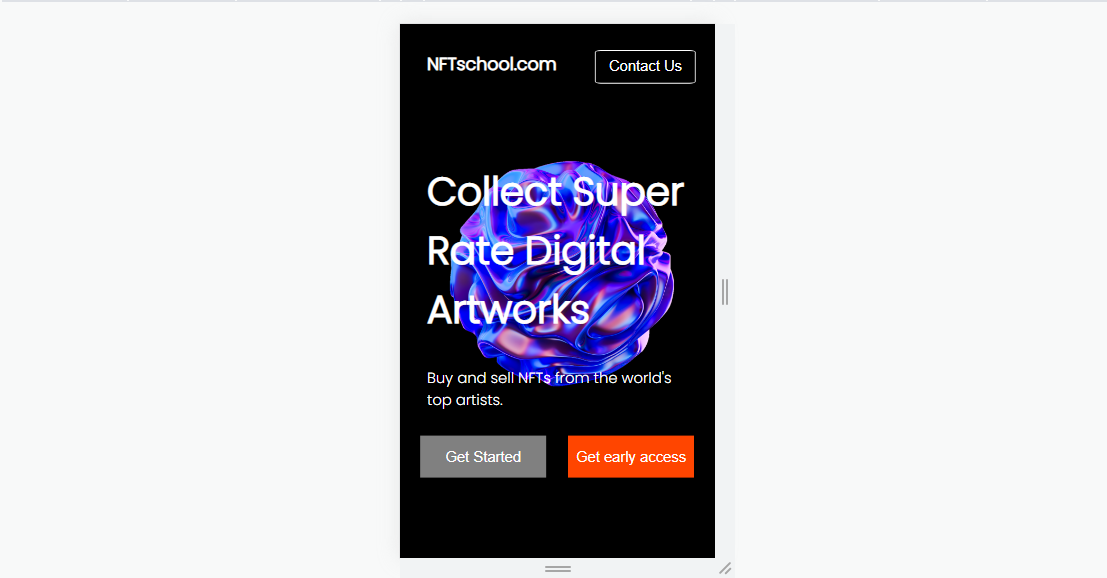 NFTschool.com
Contact Us
Collect Super
Rate Digital
Artworks
Buy and sell NFTs from the world's
top artists.
Get Started
Get early access